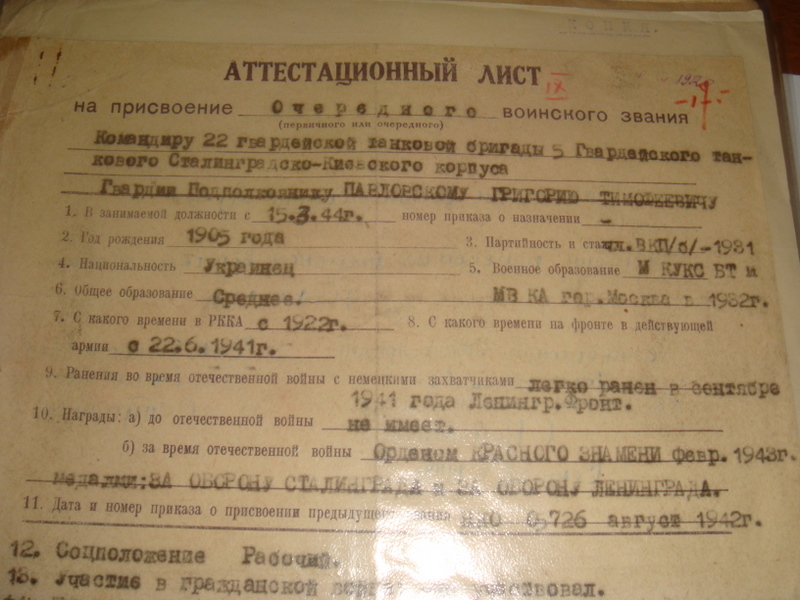 КОПИЯ.
АТТЕСТАЦИОННЫЙ ЛИСТ
IX
на присвоение Очередного воинского звания
(первичного или очередного)
Командиру 22 гвардейской танковой бригады 5 Гвардейского тан-
кового Сталинградско-Киевского корпуса
Гвардии Подполковнику ПАВЛОВСКОМУ ГРИГОРИЮ ТИМОФЕЕВИЧУ
1. В занимаемой должности с 15.3.44г. номер приказа о назначении -
2. Год рождения 1905 года 3. Партийность и стаж чл.ВКП/б/-1931
4. Национальность Украинец 5. Военное образование М КУКС БТ и
6. Общее образование Среднее. МВ КА гор.Москва в 1932г.
7. С какого времени в РККА с 1922г. 8. С какого времени на фронте в действующей
армии с 22.6.1941г.
9. Ранения во время отечественной войны с немецкими захватчиками легко ранен в сентябре
1941 года Ленингр.Фронт.
10. Награды: а) до отечественной войны не имеет.
б) за время отечественной войны Орденом КРАСНОГО ЗНАМЕНИ февр. 1943г.
медалми:ЗА ОБОРОНУ СТАЛИНГРАДА и ЗА ОБОРОНУ ЛЕНИНГРАДА.
11. Дата и номер приказа о присвоении предыдущего звания НКО 05726 август 1942г.
12. Соцположение Рабочий.
13. Участие в гражданской участвовал.